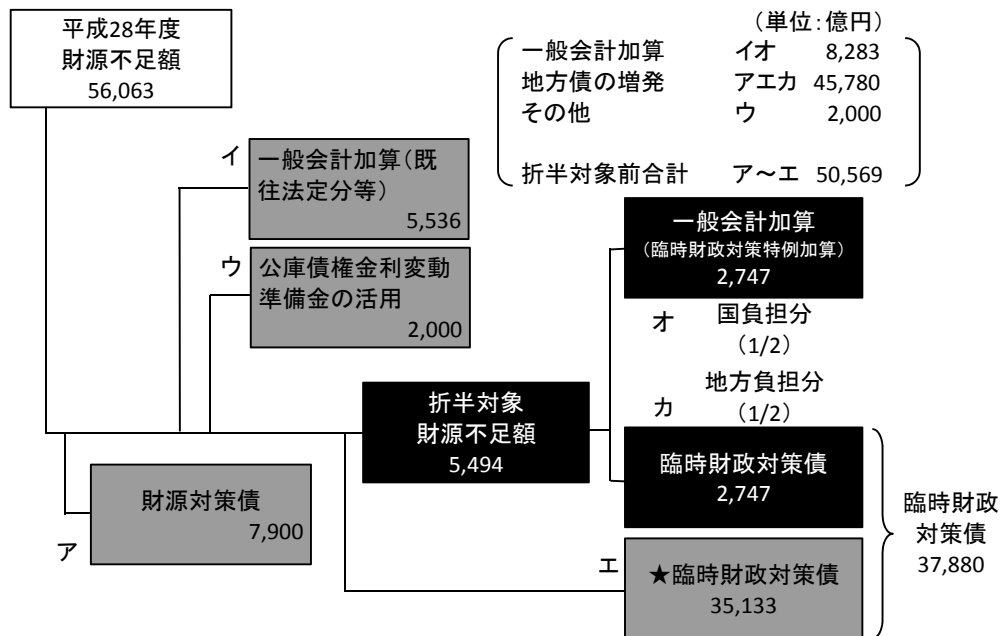 平成28年度
財源不足額
56,063
（単位：億円）
一般会計加算 イオ 8,283
地方債の増発 アエカ 45,780
その他 ウ 2,000
折半対象前合計 ア～エ 50,569
イ
一般会計加算（既
往法定分等）
5,536
ウ
公庫債権金利変動
準備金の活用
2,000
一般会計加算
（臨時財政対策特例加算）
2,747
オ 国負担分
（1/2）
地方負担分
カ （1/2）
折半対象
財源不足額
5,494
臨時財政対策債
2,747
財源対策債
7,900
ア
臨時財政
対策債
37,880
エ
★臨時財政対策債
35,133